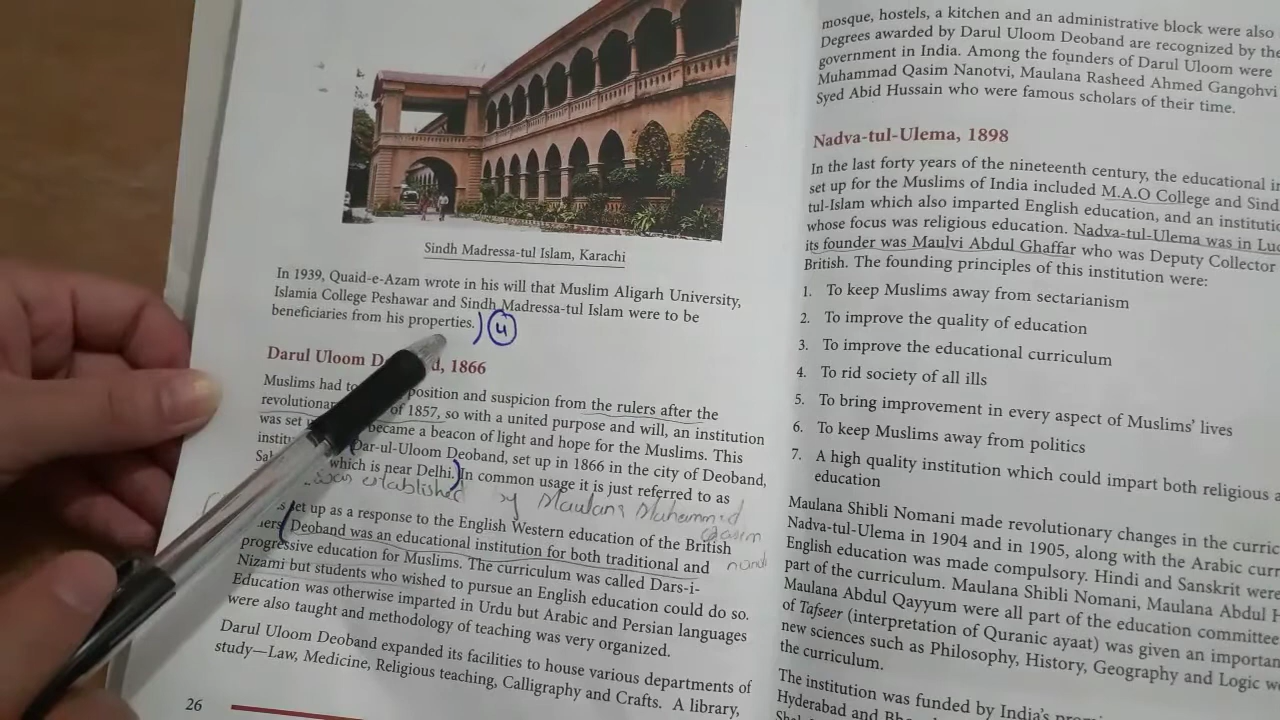 Sindh Madressa-tul Islam, Karachi
In 1939, Quaid-e-Azam wrote in his will that Muslim Aligarh University,
Islamia College Peshawar and Sindh Madressa-tul Islam were to be
beneficiaries from his properties.) 4
Darul Uloom d, 1866
Muslims had to position and suspicion from the rulers after the
revolutionar of 1857, so with a united purpose and will, an institution
was set became a beacon of light and hope for the Muslims. This
instit (Dar-ul-Uloom Deoband, set up in 1866 in the city of Deoband,
which is near Delhi.) In common usage it is just referred to as
was established by Maulana Muhammed
Qasim
set up as a response to the English Western education of the British
(Deoband was an educational institution for both traditional and
progressive education for Muslims. The curriculum was called Dars-i-
Nizami but students who wished to pursue an English education could do so.
Education was otherwise imparted in Urdu but Arabic and Persian languages
were also taught and methodology of teaching was very organized.
Darul Uloom Deoband expanded its facilities to house various departments of
study—Law, Medicine, Religious teaching, Calligraphy and Crafts. A library,
26
mosque, hostels, a kitchen and an administrative block were also
Degrees awarded by Darul Uloom Deoband are recognized by the
government in India. Among the founders of Darul Uloom were
Muhammad Qasim Nanotvi, Maulana Rasheed Ahmed Gangohvi
Syed Abid Hussain who were famous scholars of their time.
Nadva-tul-Ulema, 1898
In the last forty years of the nineteenth century, the educational in
set up for the Muslims of India included M.A.O College and Sind
tul-Islam which also imparted English education, and an institutio
whose focus was religious education. Nadva-tul-Ulema was in Luc
its founder was Maulvi Abdul Ghaffar who was Deputy Collector
British. The founding principles of this institution were:
1. To keep Muslims away from sectarianism
2. To improve the quality of education
3. To improve the educational curriculum
4. To rid society of all ills
5. To bring improvement in every aspect of Muslims' lives
6. To keep Muslims away from politics
7. A high quality institution which could impart both religious a
education
Maulana Shibli Nomani made revolutionary changes in the curric
Nadva-tul-Ulema in 1904 and in 1905, along with the Arabic curr
English education was made compulsory. Hindi and Sanskrit were
part of the curriculum. Maulana Shibli Nomani, Maulana Abdul H
Maulana Abdul Qayyum were all part of the education committee
of Tafseer (interpretation of Quranic ayaat) was given an importan
new sciences such as Philosophy, History, Geography and Logic we
the curriculum.
The institution was funded by India's
Hyderabad and